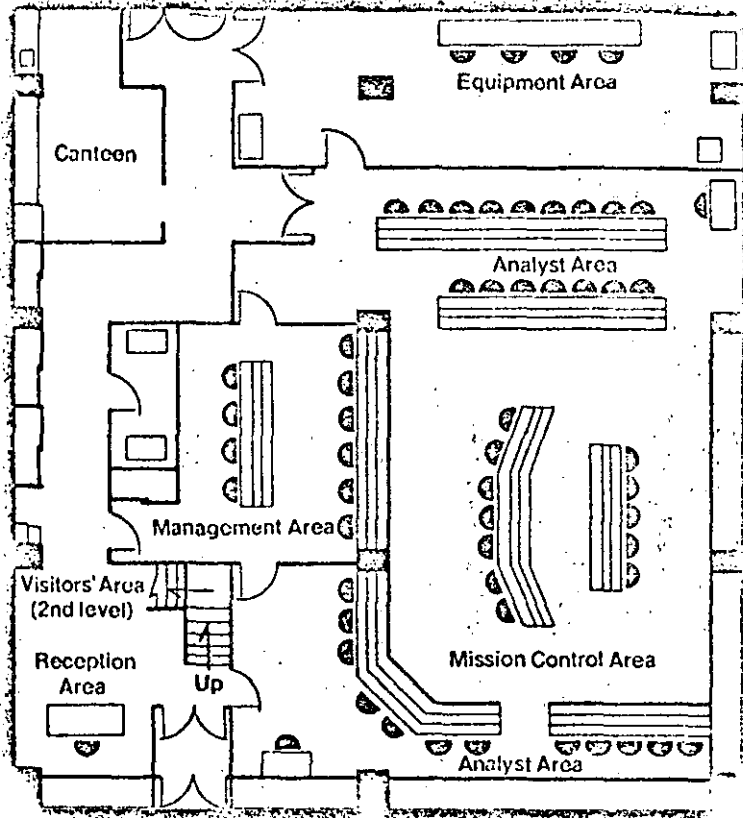 Equipment Area
Canteen
Analyst Area
Management Area
Visitors' Area
(2nd level)
Reception
Area
Up
Mission Control Area
Analyst Area